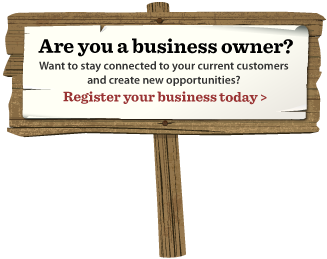 Are you a business owner?
Want to stay connected to your current customers
and create new opportunities?
Register your business today >